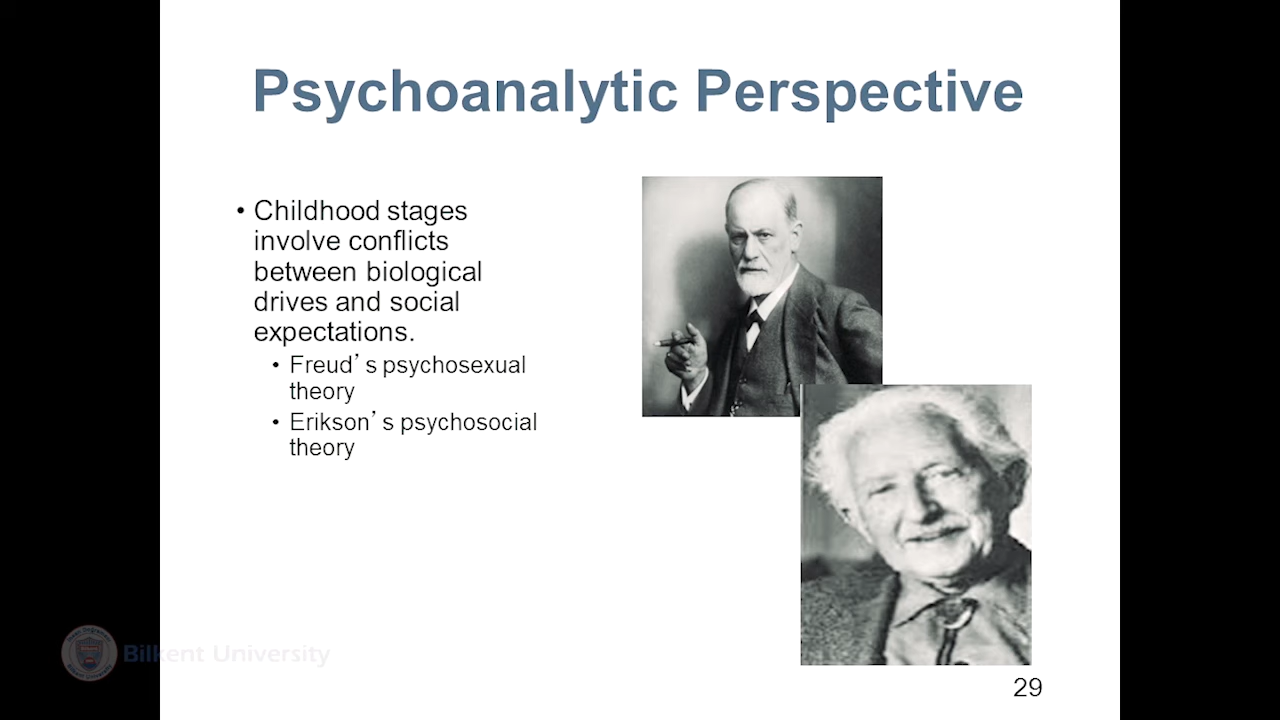 Psychoanalytic Perspective
• Childhood stages
involve conflicts
between biological
drives and social
expectations.
• Freud’s psychosexual
theory
• Erikson’s psychosocial
theory
Bilkent University
29